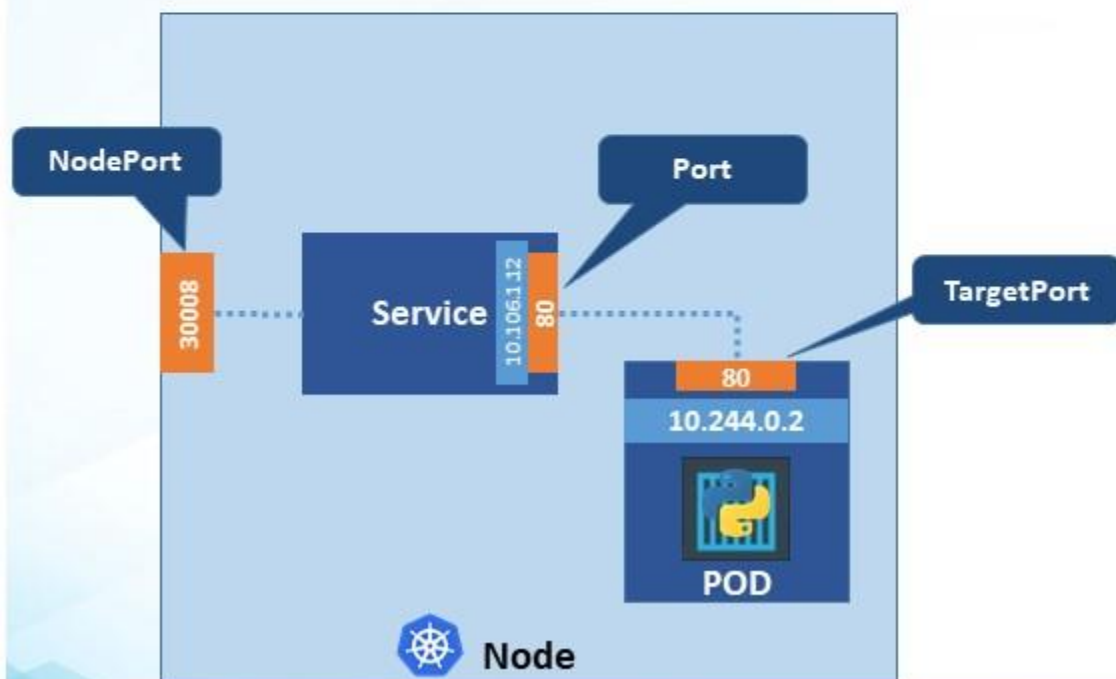 NodePort
Port
30008
Service
10.106.1.12
80
TargetPort
80
10.244.0.2
POD
Node